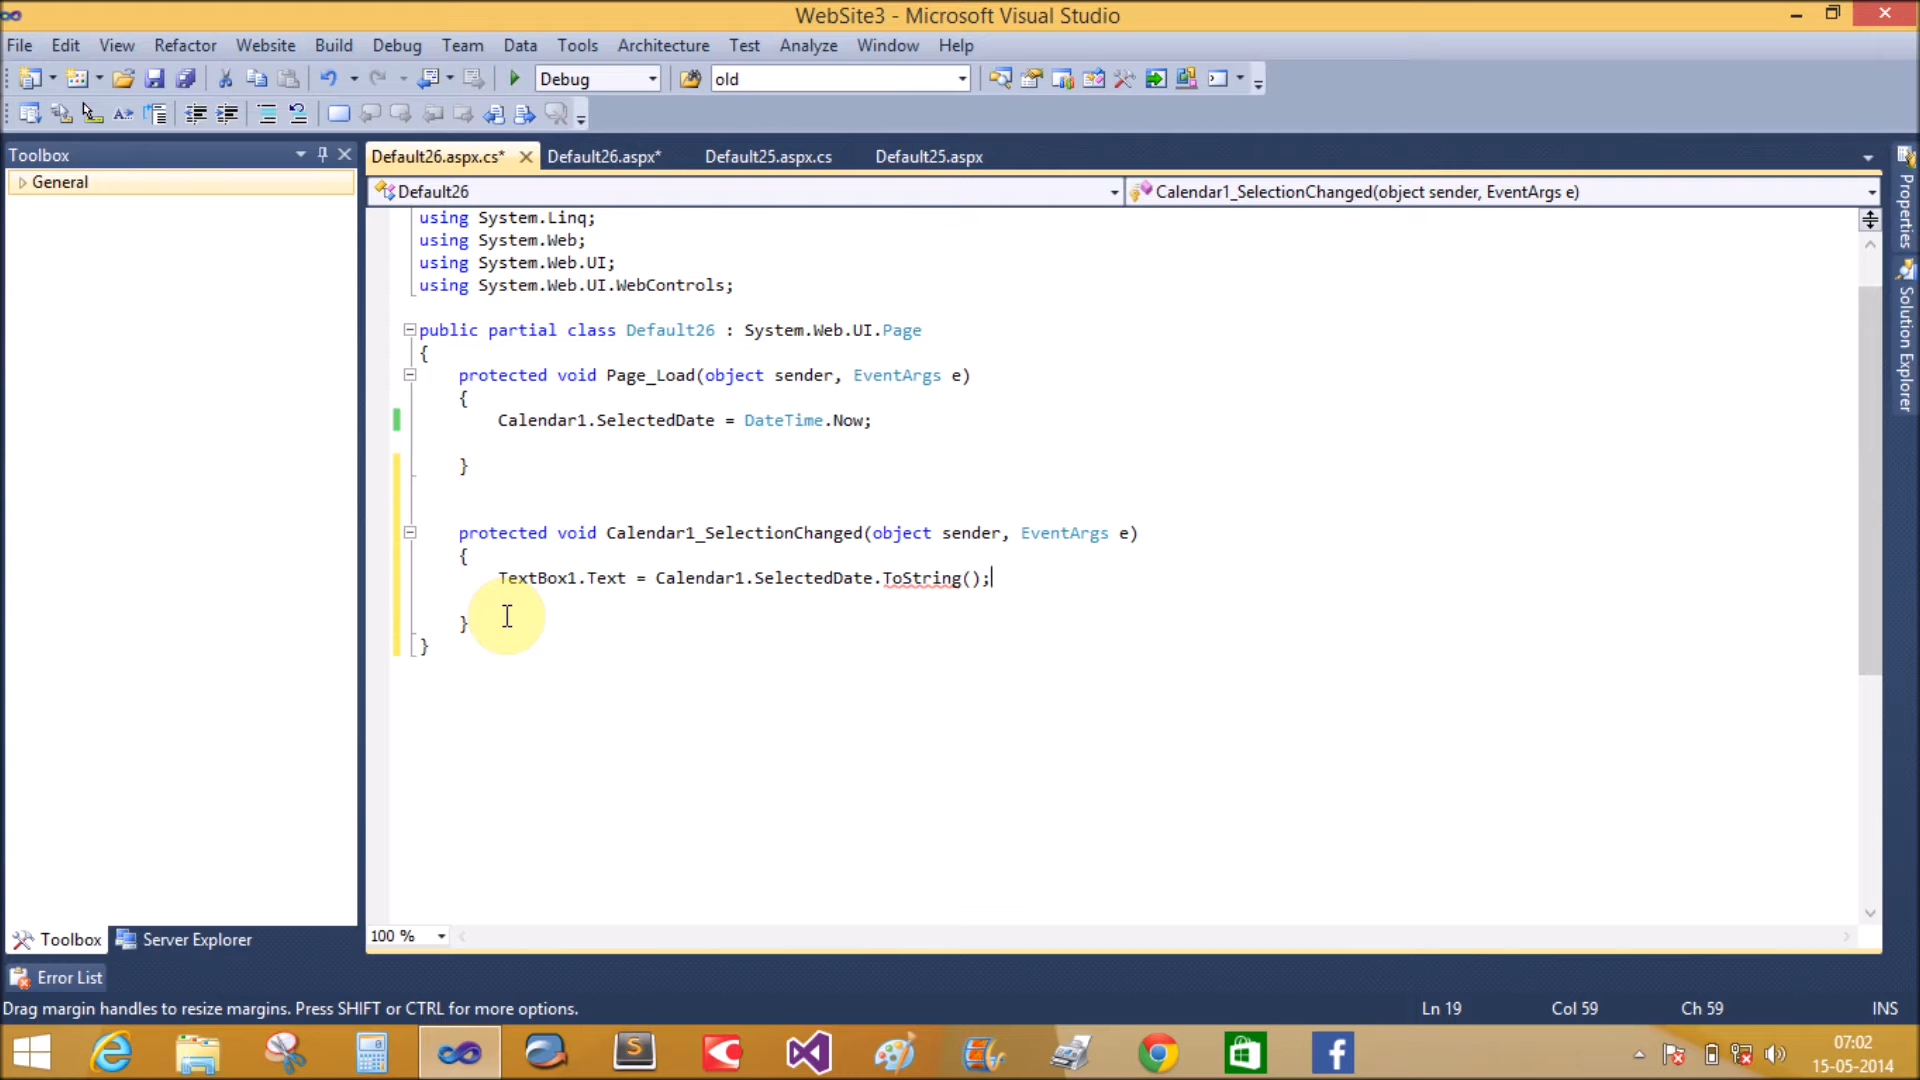 WebSite3 - Microsoft Visual Studio
File Edit View Refactor Website Build Debug Team Data Tools Architecture Test Analyze Window Help
Debug old
Toolbox
General
Default26.aspx.cs* Default26.aspx* Default25.aspx.cs Default25.aspx
Default26 Calendar1_SelectionChanged(object sender, EventArgs e)
using System.Linq;
using System.Web;
using System.Web.UI;
using System.Web.UI.WebControls;
public partial class Default26 : System.Web.UI.Page
{
protected void Page_Load(object sender, EventArgs e)
{
Calendar1.SelectedDate = DateTime.Now;
}
protected void Calendar1_SelectionChanged(object sender, EventArgs e)
{
TextBox1.Text = Calendar1.SelectedDate.ToString();
}
}
Properties
Solution Explorer
100 %
Toolbox Server Explorer
Error List
Drag margin handles to resize margins. Press SHIFT or CTRL for more options. Ln 19 Col 59 Ch 59 INS
07:02
15-05-2014